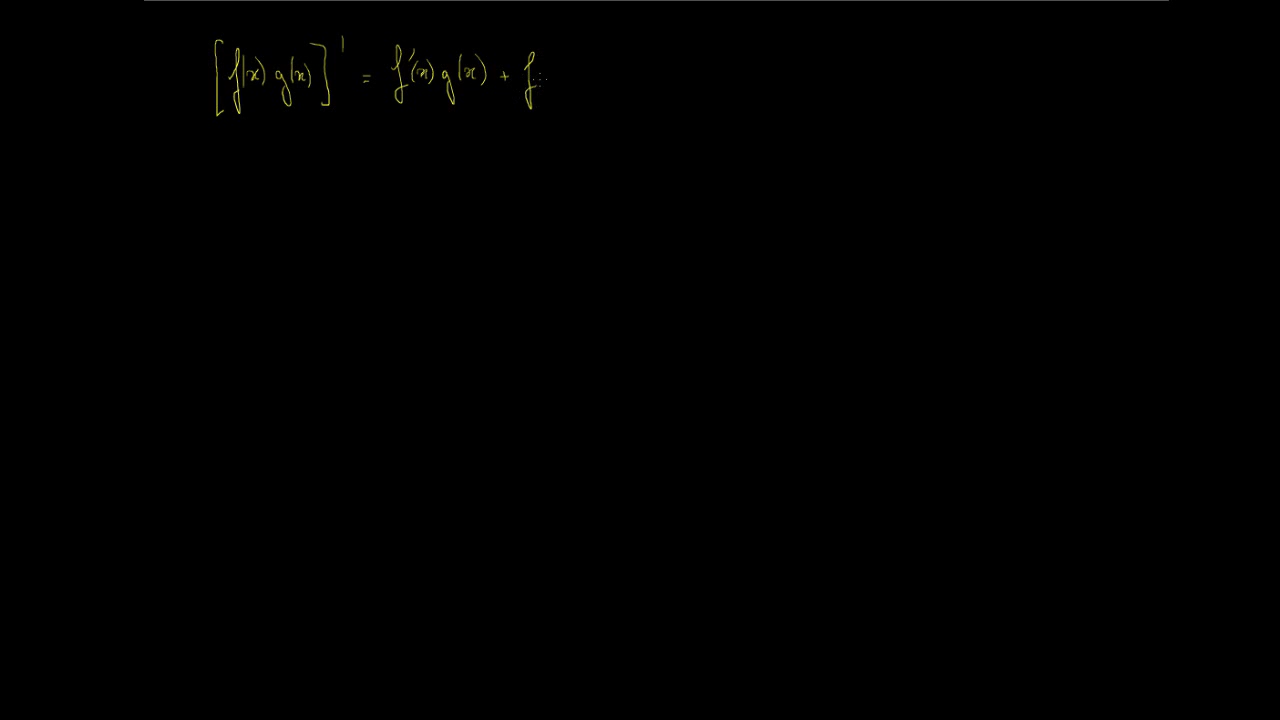 [f(x) g(x)]' = f'(x) g(x) + f